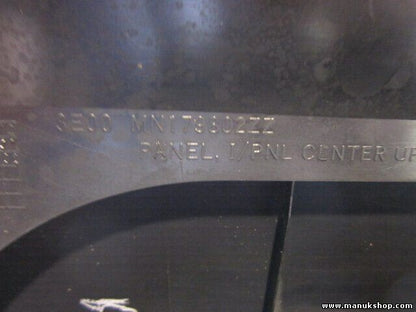 MN178802ZZ
PANEL, I/PNL CENTER UP
www.manukshop.com